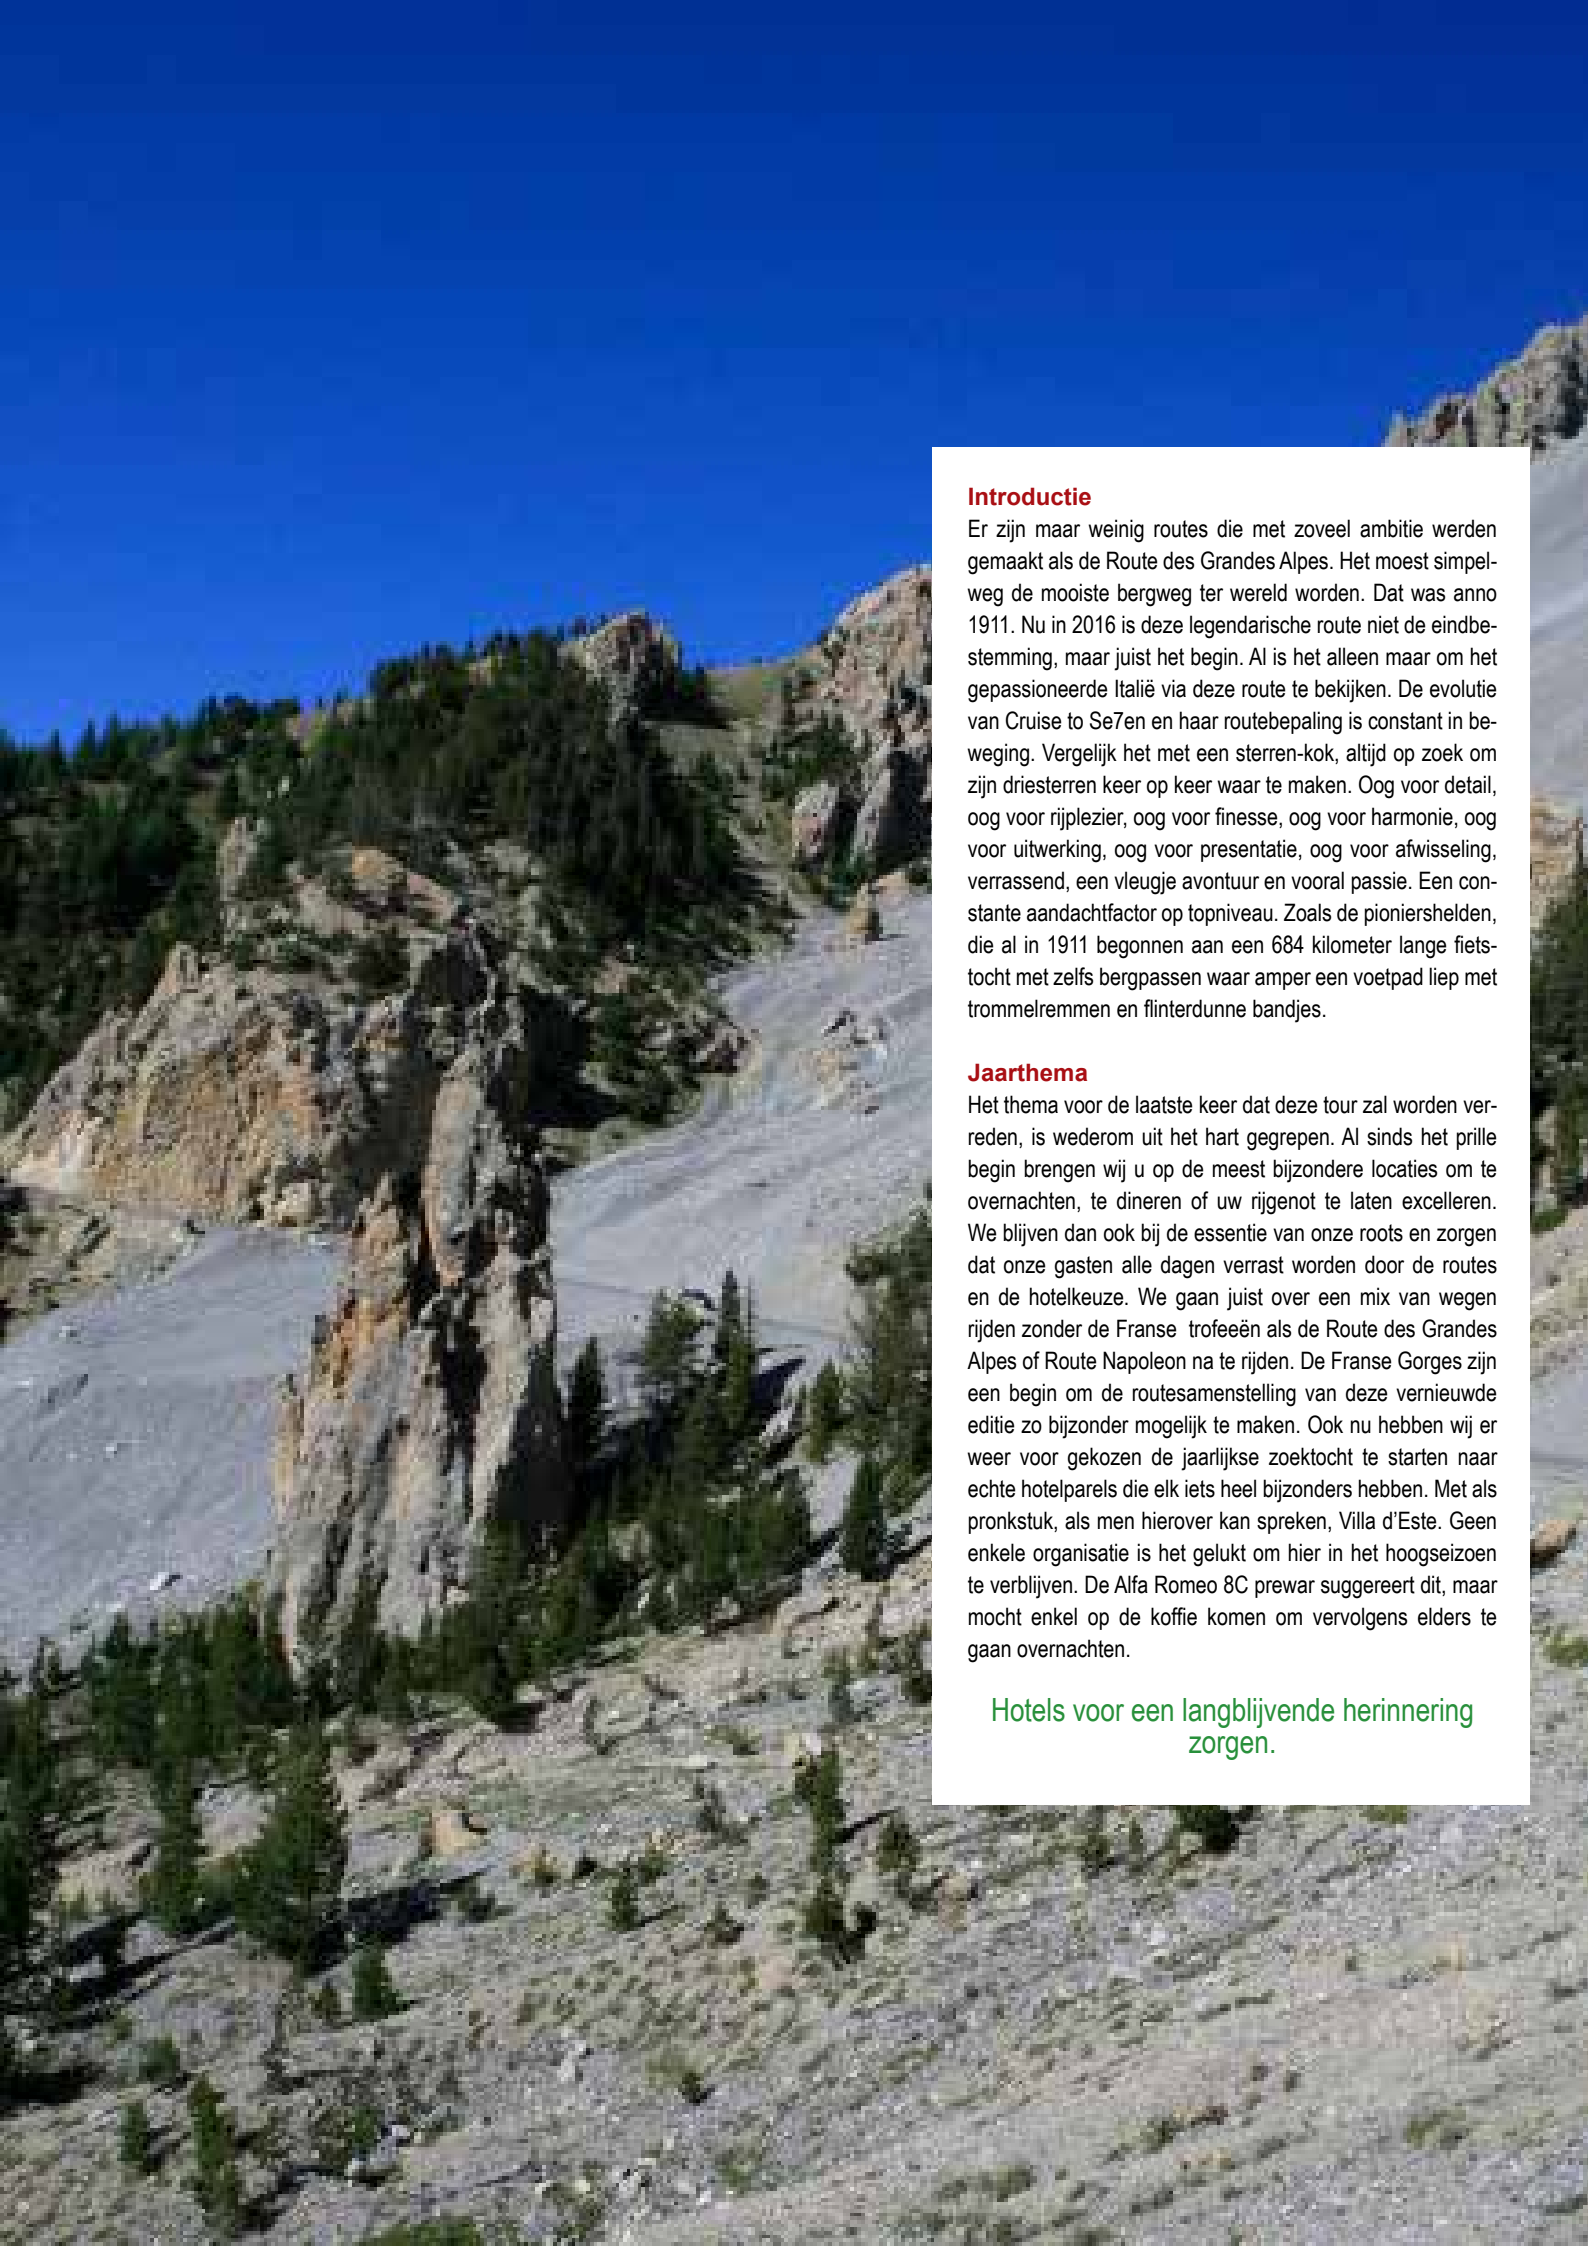 Introductie
Er zijn maar weinig routes die met zoveel ambitie werden
gemaakt als de Route des Grandes Alpes. Het moest simpel-
weg de mooiste bergweg ter wereld worden. Dat was anno
1911. Nu in 2016 is deze legendarische route niet de eindbe-
stemming, maar juist het begin. Al is het alleen maar om het
gepassioneerde Italië via deze route te bekijken. De evolutie
van Cruise to Se7en en haar routebepaling is constant in be-
weging. Vergelijk het met een sterren-kok, altijd op zoek om
zijn driesterren keer op keer waar te maken. Oog voor detail,
oog voor rijplezier, oog voor finesse, oog voor harmonie, oog
voor uitwerking, oog voor presentatie, oog voor afwisseling,
verrassend, een vleugje avontuur en vooral passie. Een con-
stante aandachtfactor op topniveau. Zoals de pioniershelden,
die al in 1911 begonnen aan een 684 kilometer lange fiets-
tocht met zelfs bergpassen waar amper een voetpad liep met
trommelremmen en flinterdunne bandjes.
Jaarthema
Het thema voor de laatste keer dat deze tour zal worden ver-
reden, is wederom uit het hart gegrepen. Al sinds het prille
begin brengen wij u op de meest bijzondere locaties om te
overnachten, te dineren of uw rijgenot te laten excelleren.
We blijven dan ook bij de essentie van onze roots en zorgen
dat onze gasten alle dagen verrast worden door de routes
en de hotelkeuze. We gaan juist over een mix van wegen
rijden zonder de Franse  trofeeën als de Route des Grandes
Alpes of Route Napoleon na te rijden. De Franse Gorges zijn
een begin om de routesamenstelling van deze vernieuwde
editie zo bijzonder mogelijk te maken. Ook nu hebben wij er
weer voor gekozen de jaarlijkse zoektocht te starten naar
echte hotelparels die elk iets heel bijzonders hebben. Met als
pronkstuk, als men hierover kan spreken, Villa d’Este. Geen
enkele organisatie is het gelukt om hier in het hoogseizoen
te verblijven. De Alfa Romeo 8C prewar suggereert dit, maar
mocht enkel op de koffie komen om vervolgens elders te
gaan overnachten.
Hotels voor een langblijvende herinnering
zorgen.